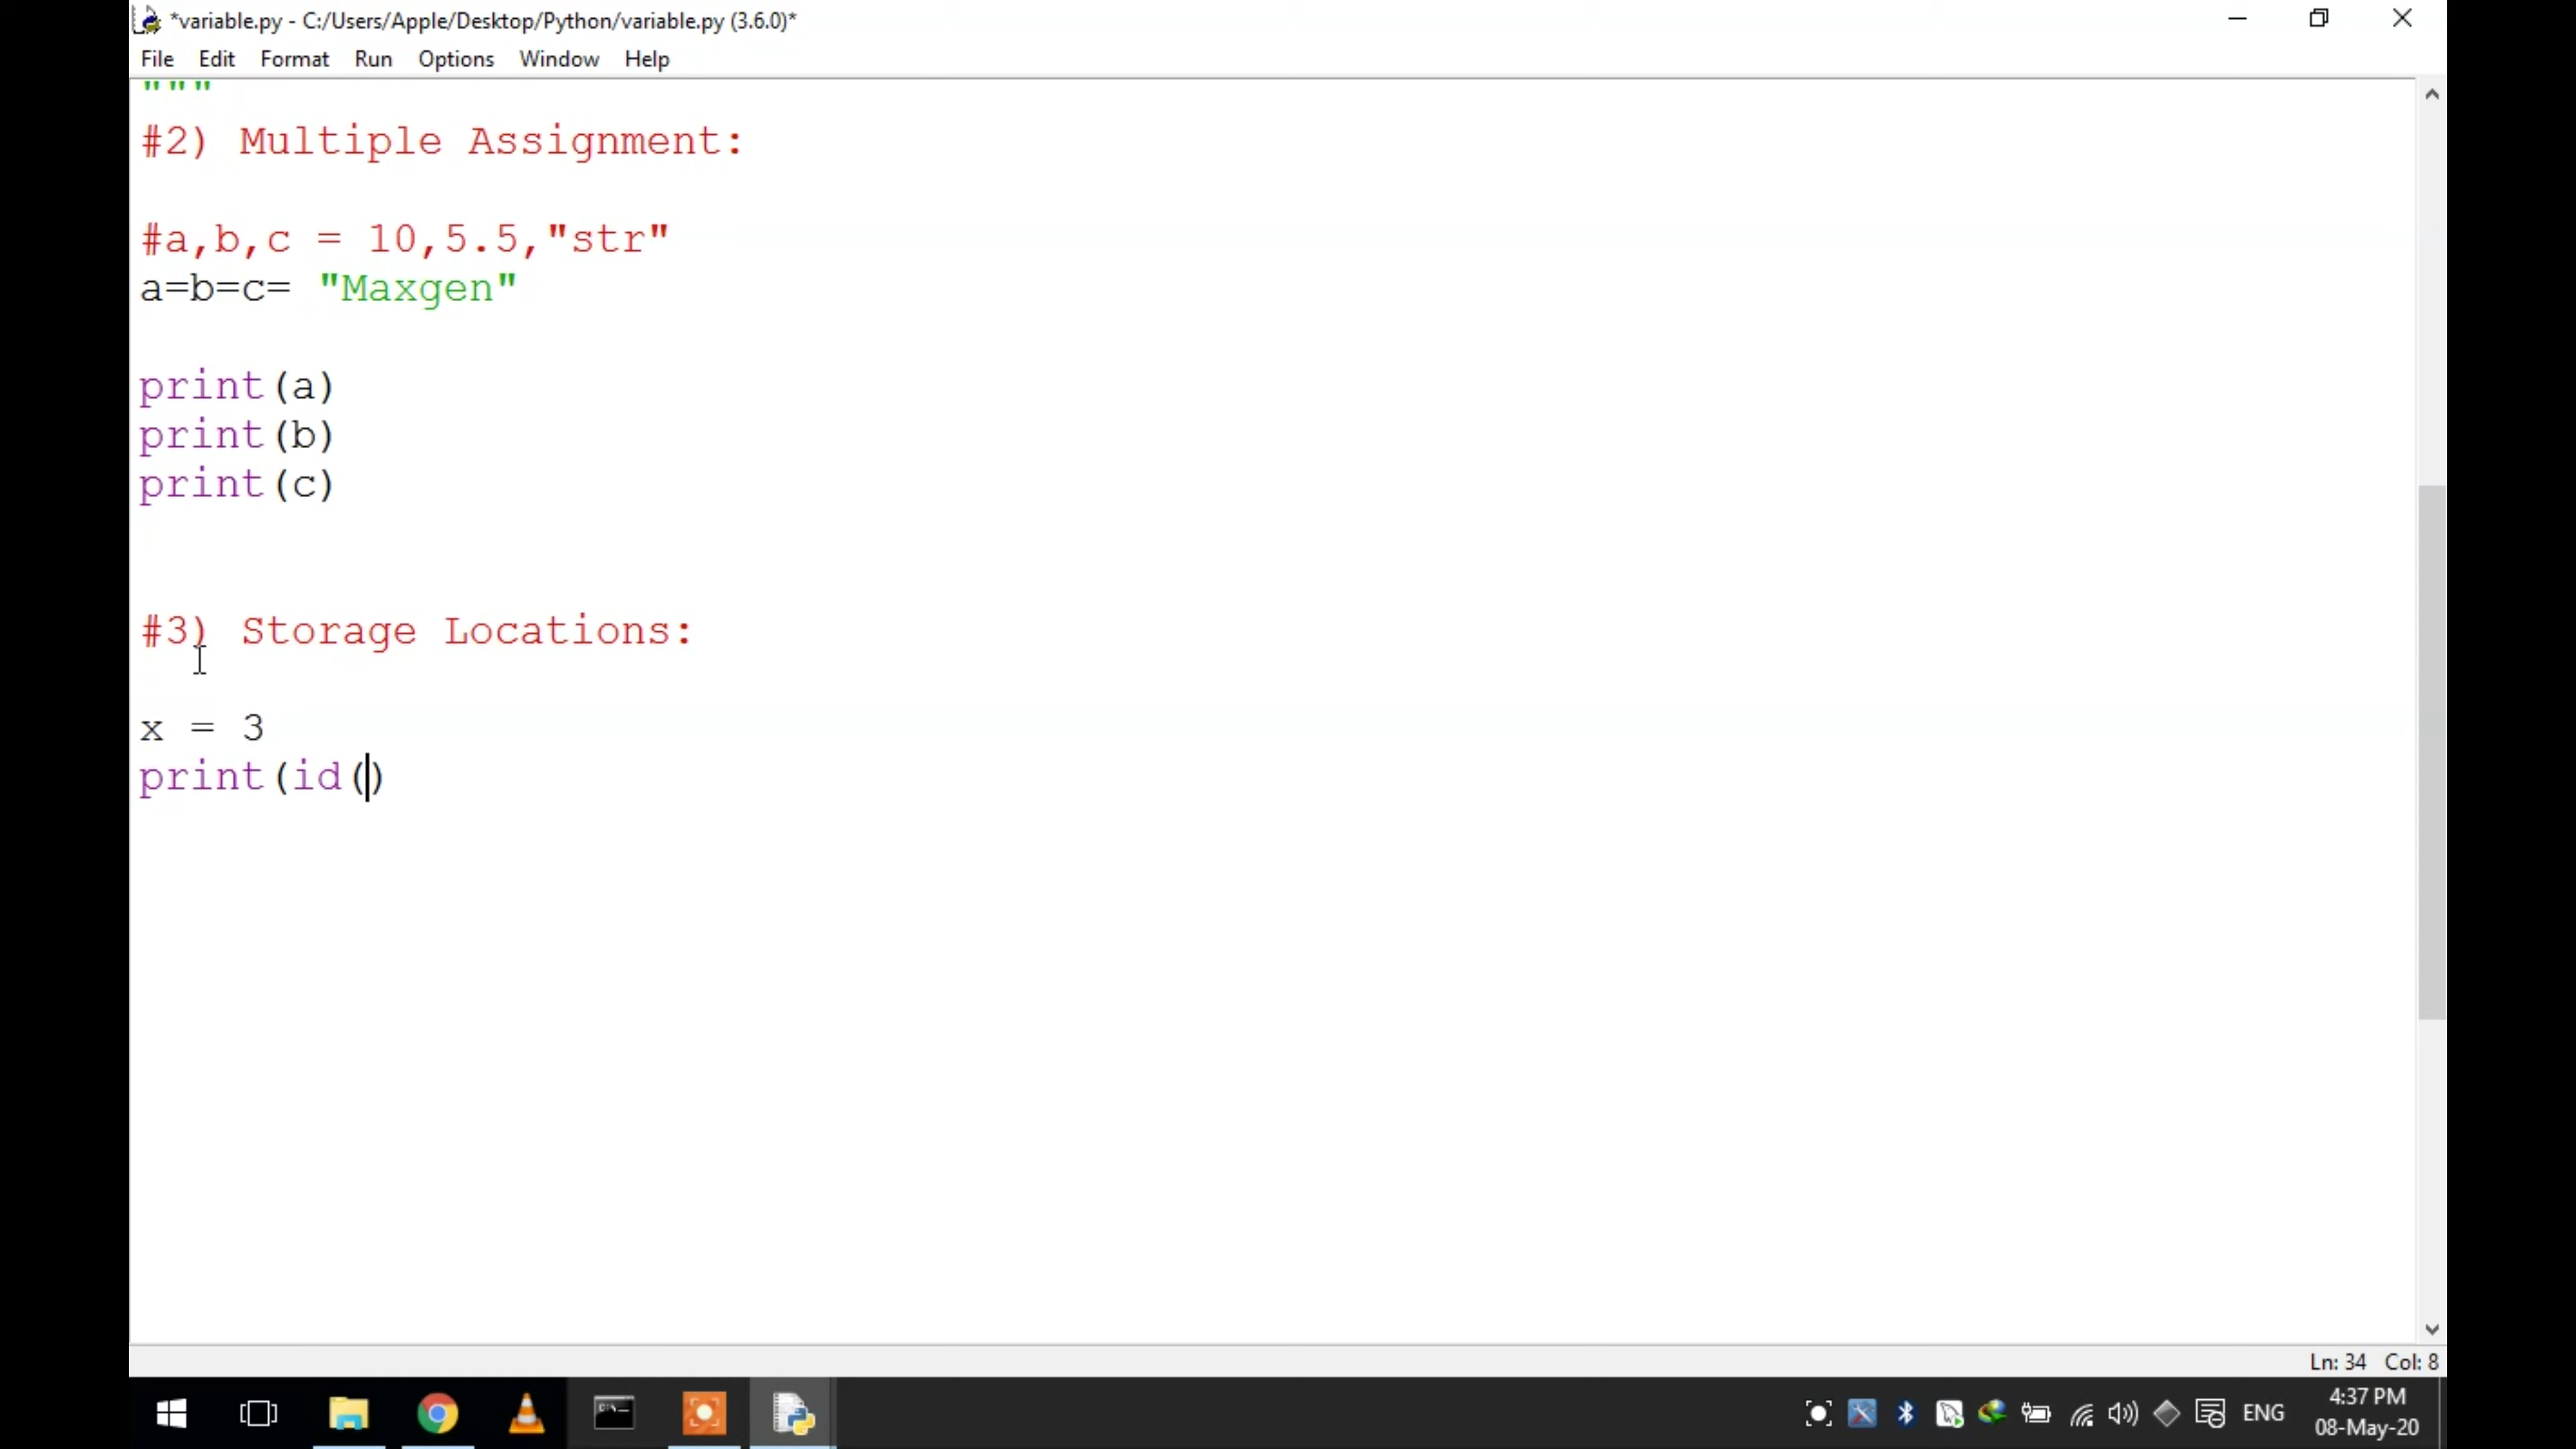 *variable.py - C:/Users/Apple/Desktop/Python/variable.py (3.6.0)*
File Edit Format Run Options Window Help
"""
#2) Multiple Assignment:
#a,b,c = 10,5.5,"str"
a=b=c= "Maxgen"
print(a)
print(b)
print(c)
#3) Storage Locations:
x = 3
print(id()
Ln: 34 Col: 8
ENG
4:37 PM
08-May-20